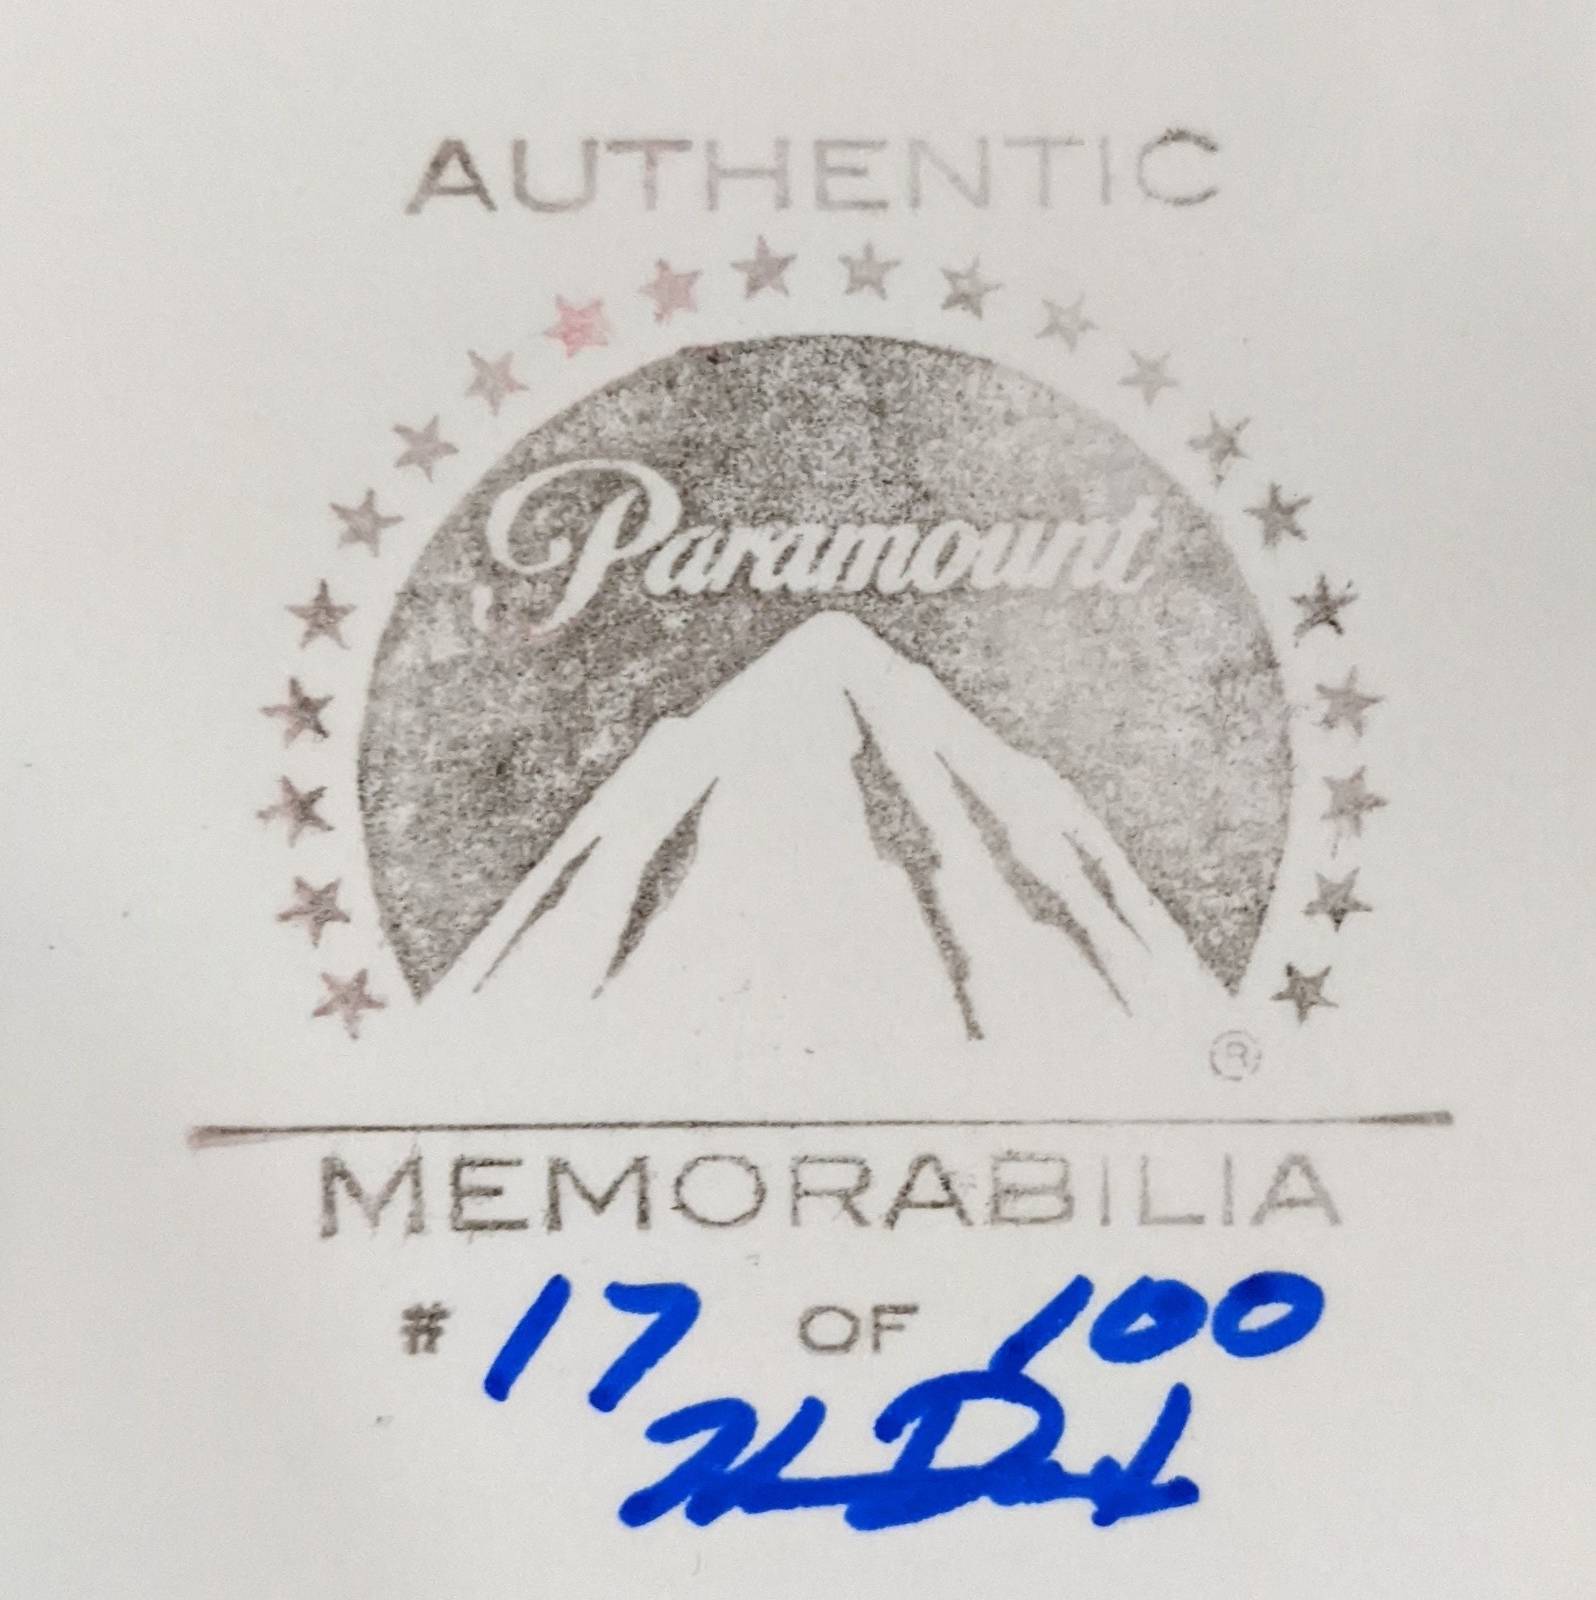 AUTHENTIC
Paramount
®
MEMORABILIA
# 17 OF 100